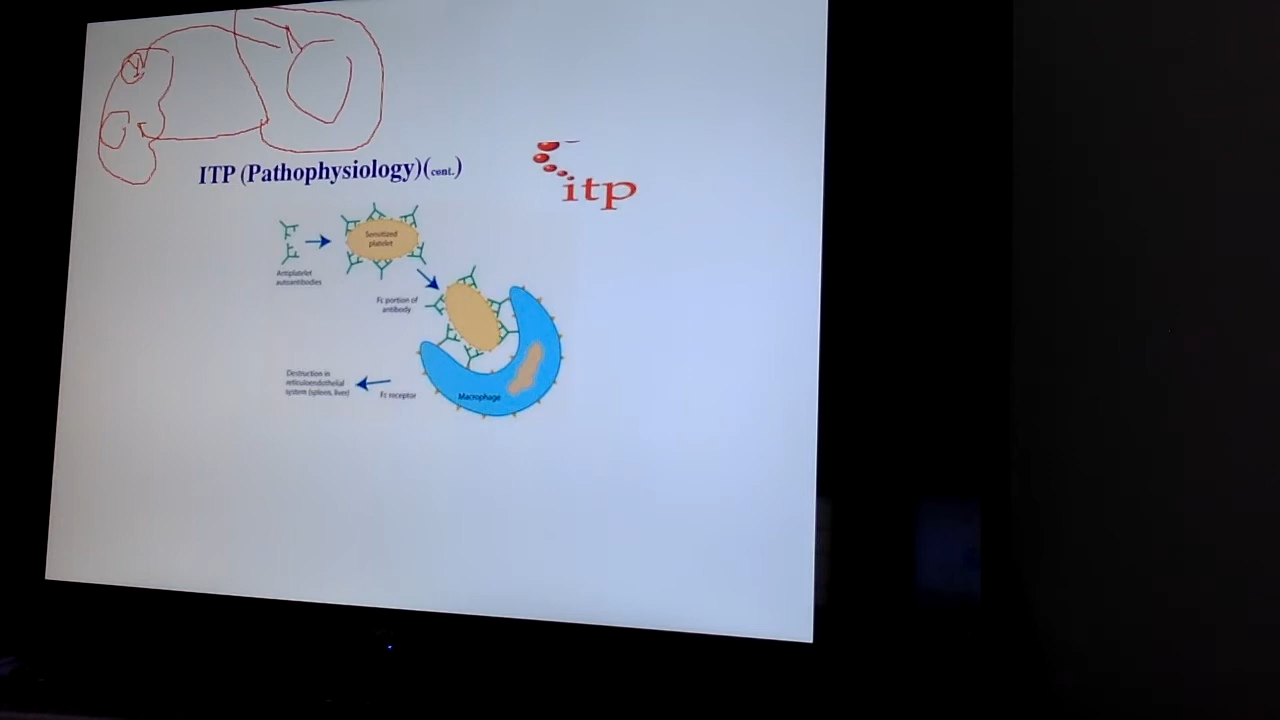 ITP (Pathophysiology)(cont.)
itp
Sensitized
platelet
Antiplatelet
autoantibodies
Fc portion of
antibody
Destruction in
reticuloendothelial
system (spleen, liver)
Fc receptor
Macrophage